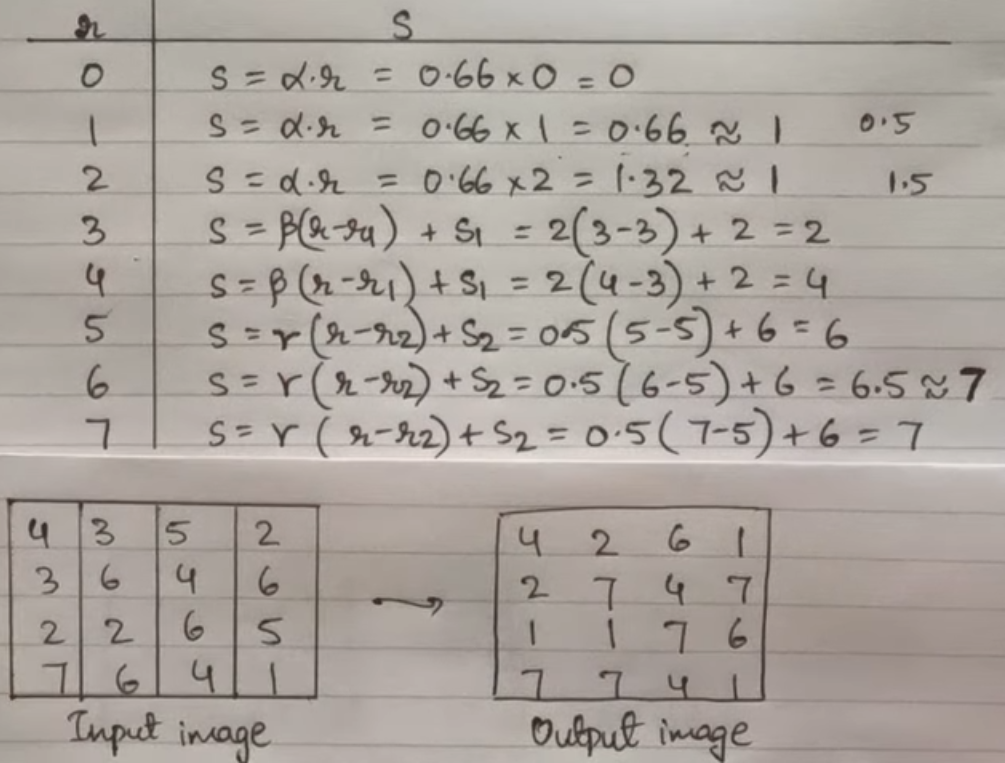 r S
0 S = α.r = 0.66 × 0 = 0
1 S = α.r = 0.66 × 1 = 0.66 ≈ 1 0.5
2 S = α.r = 0.66 × 2 = 1.32 ≈ 1 1.5
3 S = β(r-r1) + S1 = 2(3-3) + 2 = 2
4 S = β(r-r1) + S1 = 2(4-3) + 2 = 4
5 S = r(r-r2) + S2 = 0.5(5-5) + 6 = 6
6 S = r(r-r2) + S2 = 0.5(6-5) + 6 = 6.5 ≈ 7
7 S = r(r-r2) + S2 = 0.5(7-5) + 6 = 7
4 3 5 2 → 4 2 6 1
3 6 4 6 2 7 4 7
2 2 6 5 1 1 7 6
7 6 4 1 7 7 4 1
Input image Output image